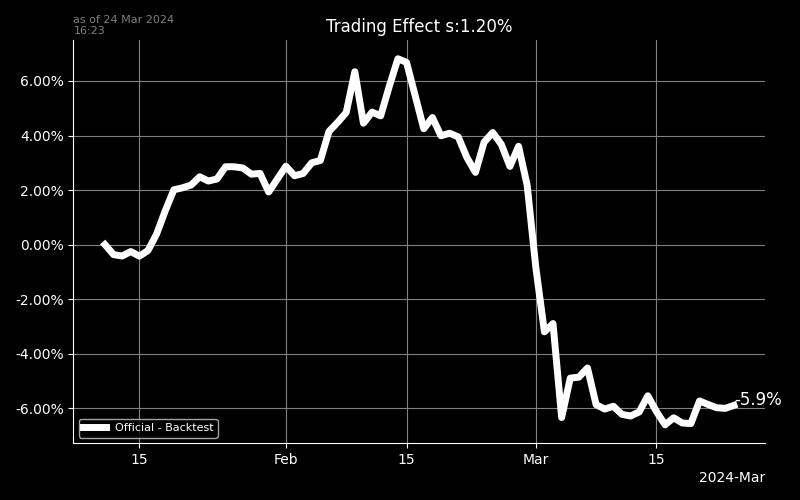 as of 24 Mar 2024
16:23
Trading Effect s:1.20%
6.00%
4.00%
2.00%
0.00%
-2.00%
-4.00%
-6.00%
-5.9%
Official - Backtest
15
Feb
15
Mar
15
2024-Mar